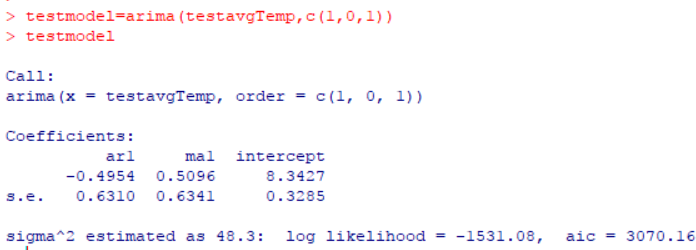 > testmodel=arima(testavgTemp,c(1,0,1))
> testmodel
Call:
arima(x = testavgTemp, order = c(1, 0, 1))
Coefficients:
ar1 ma1 intercept
-0.4954 0.5096 8.3427
s.e. 0.6310 0.6341 0.3285
sigma^2 estimated as 48.3: log likelihood = -1531.08, aic = 3070.16